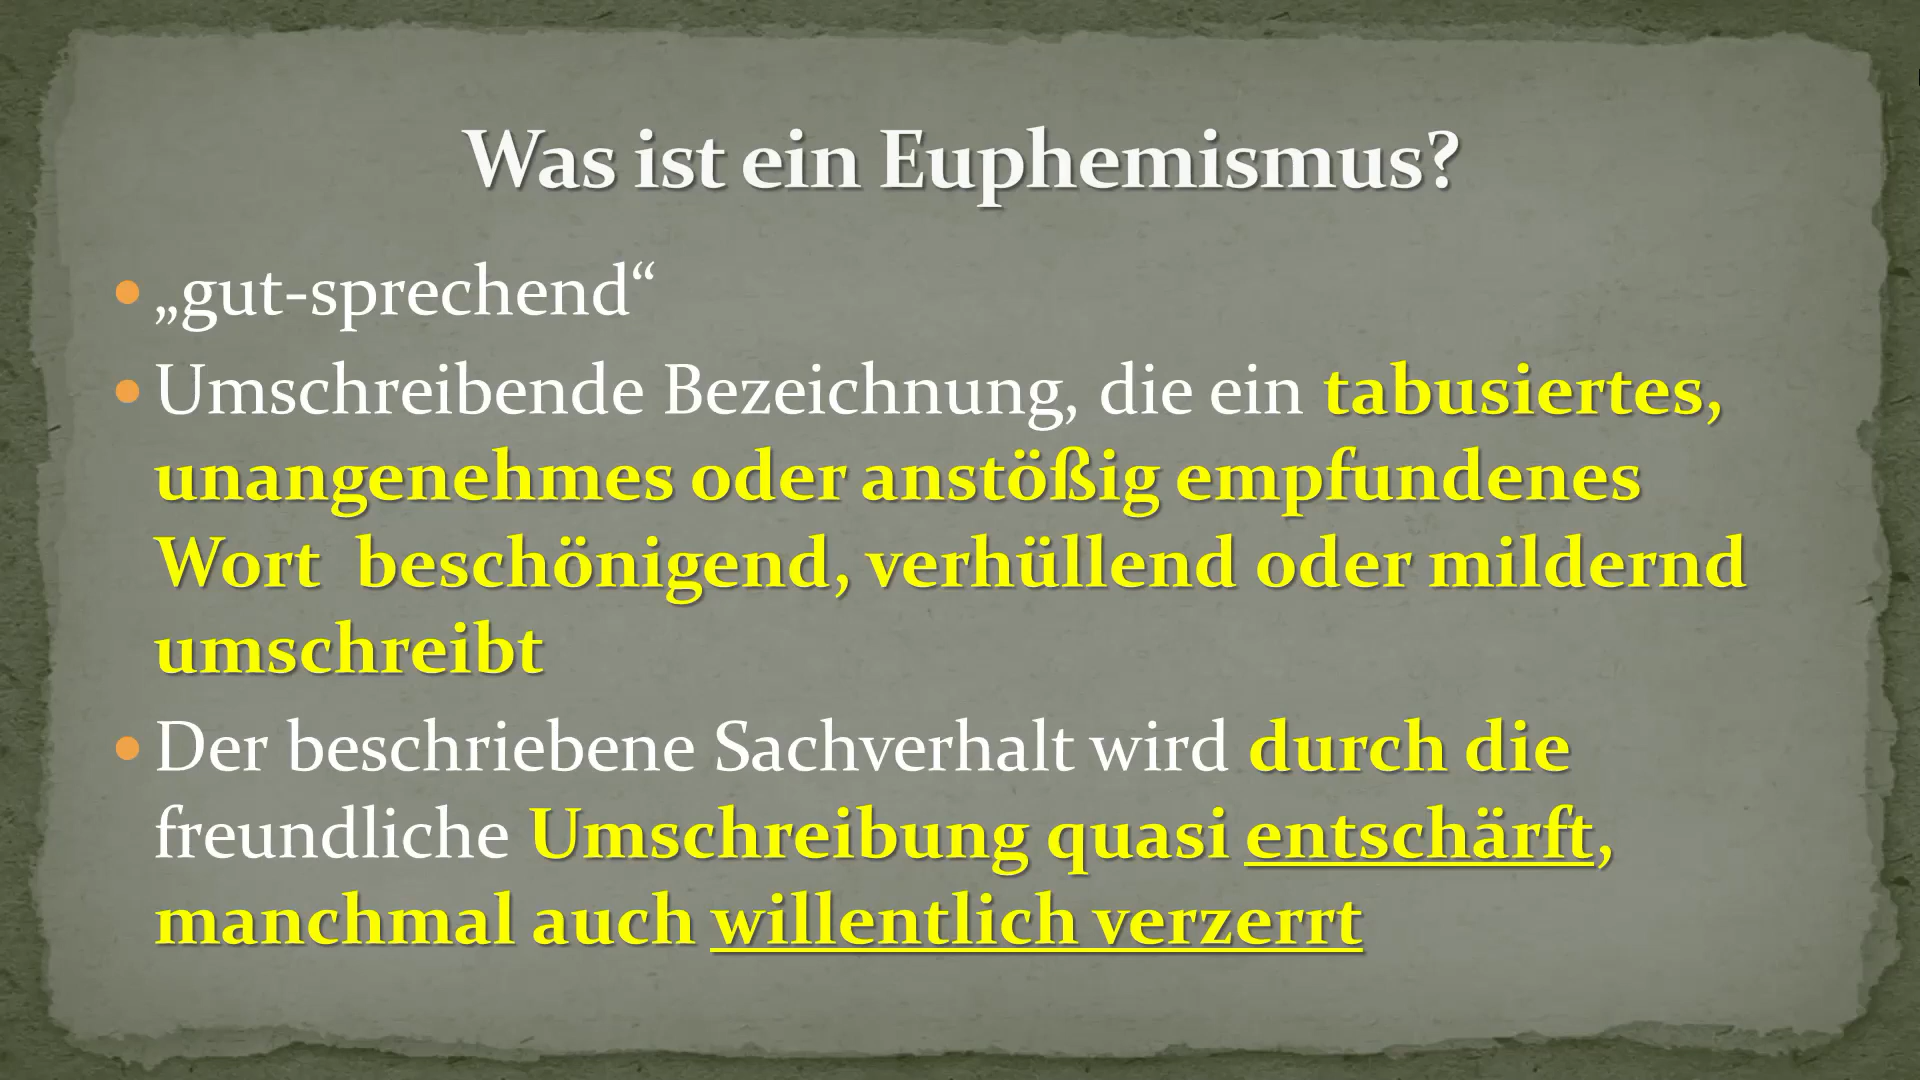 Was ist ein Euphemismus?
• „gut-sprechend“
• Umschreibende Bezeichnung, die ein tabusiertes,
unangenehmes oder anstößig empfundenes
Wort  beschönigend, verhüllend oder mildernd
umschreibt
• Der beschriebene Sachverhalt wird durch die
freundliche Umschreibung quasi entschärft,
manchmal auch willentlich verzerrt